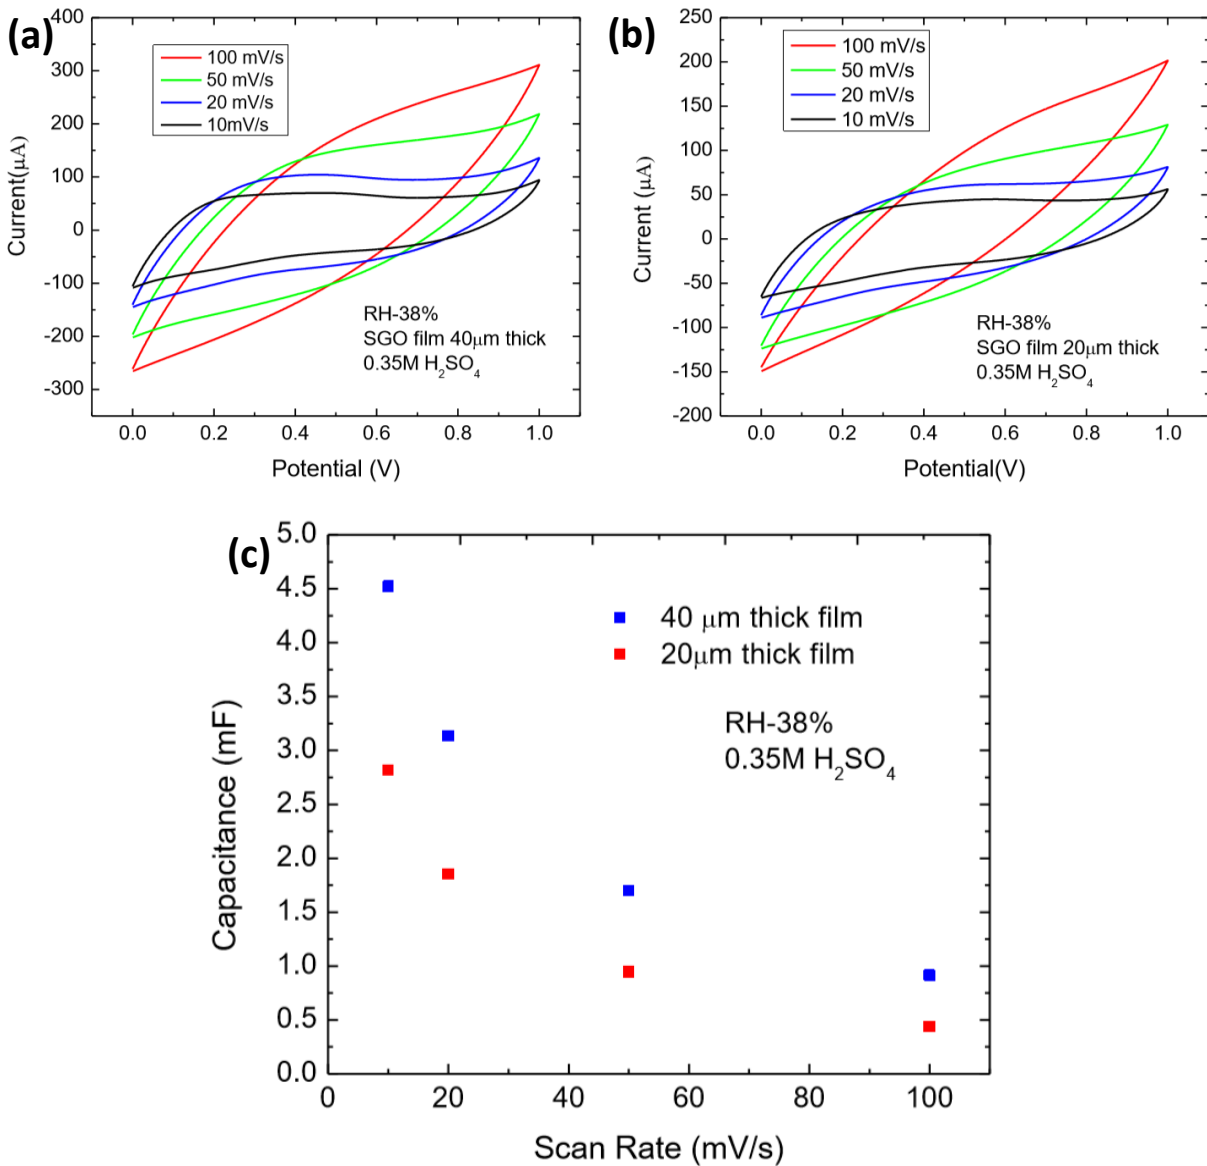 (a)
400
300
200
100
0
-100
-200
-300
Current(μA)
100 mV/s
50 mV/s
20 mV/s
10mV/s
RH-38%
SGO film 40μm thick
0.35M H₂SO₄
0.0 0.2 0.4 0.6 0.8 1.0
Potential (V)
(b)
250
200
150
100
50
0
-50
-100
-150
-200
Current (μA)
100 mV/s
50 mV/s
20 mV/s
10 mV/s
RH-38%
SGO film 20μm thick
0.35M H₂SO₄
0.0 0.2 0.4 0.6 0.8 1.0
Potential(V)
(c)
5.0
4.5
4.0
3.5
3.0
2.5
2.0
1.5
1.0
0.5
0.0
Capacitance (mF)
40 μm thick film
20μm thick film
RH-38%
0.35M H₂SO₄
0 20 40 60 80 100
Scan Rate (mV/s)